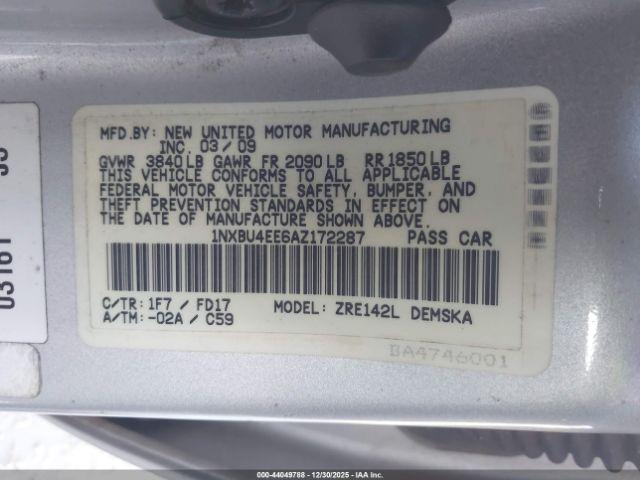 MFD.BY: NEW UNITED MOTOR MANUFACTURING
INC. 03/09
GVWR 3840LB GAWR FR 2090LB RR 1850LB
THIS VEHICLE CONFORMS TO ALL APPLICABLE
FEDERAL MOTOR VEHICLE SAFETY, BUMPER, AND
THEFT PREVENTION STANDARDS IN EFFECT ON
THE DATE OF MANUFACTURE SHOWN ABOVE.
1NXBU4EE6AZ172287 PASS CAR
C/TR: 1F7 / FD17 MODEL: ZRE142L DEMSKA
A/TM: -02A / C59
BA4746001
©-44049788 - 12/30/2025 - IAA Inc.